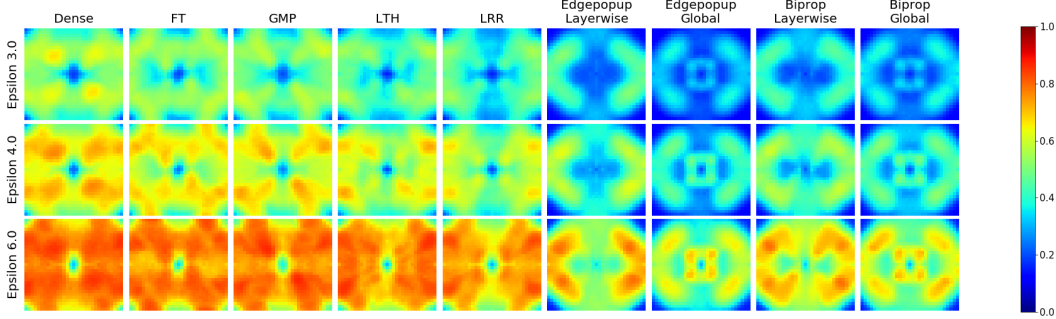 Dense FT GMP LTH LRR Edgepopup Layerwise Edgepopup Global Biprop Layerwise Biprop Global
Epsilon 3.0
Epsilon 4.0
Epsilon 6.0
1.0
0.8
0.6
0.4
0.2
0.0